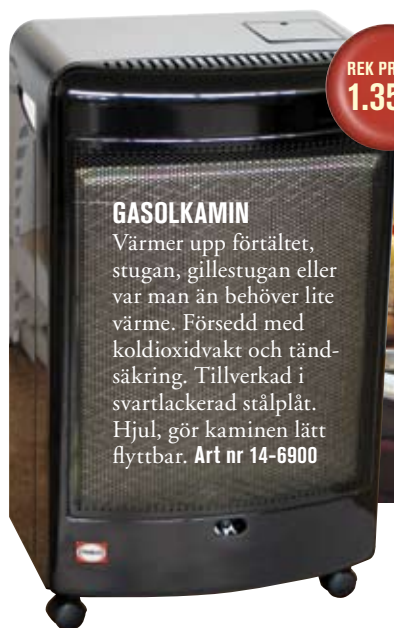 REK PR
1.35
GASOLKAMIN
Värmer upp förtältet,
stugan, gillestugan eller
var man än behöver lite
värme. Försedd med
koldioxidvakt och tänd-
säkring. Tillverkad i
svartlackerad stålplåt.
Hjul, gör kaminen lätt
flyttbar. Art nr 14-6900